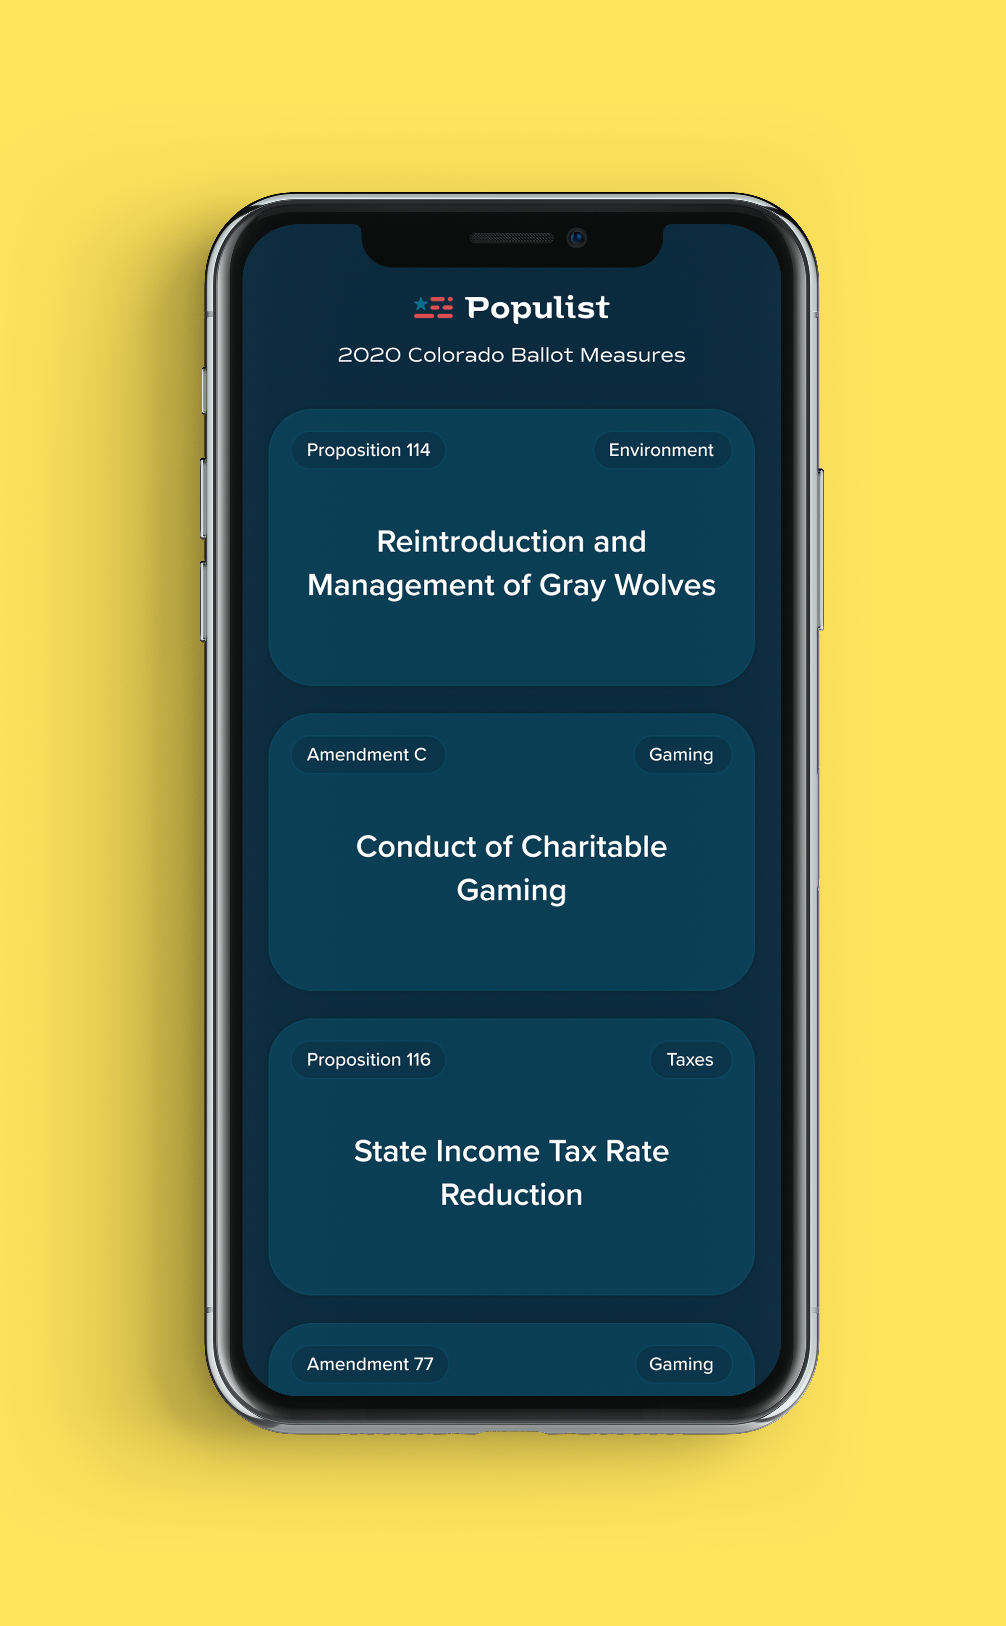 Populist
2020 Colorado Ballot Measures
Proposition 114
Environment
Reintroduction and
Management of Gray Wolves
Amendment C
Gaming
Conduct of Charitable
Gaming
Proposition 116
Taxes
State Income Tax Rate
Reduction
Amendment 77
Gaming